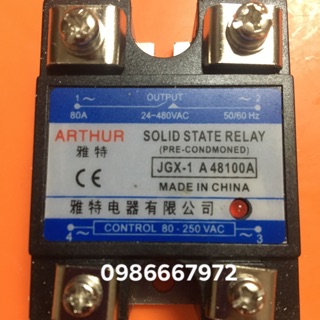 1 ~ OUTPUT ~ 2
80A 24~480VAC 50/60 Hz
ARTHUR SOLID STATE RELAY
雅特 (PRE-CONDMONED)
JGX-1 A 48100A
CE MADE IN CHINA
雅特电器有限公司
4 ~ CONTROL 80 - 250 VAC ~ 3
0986667972